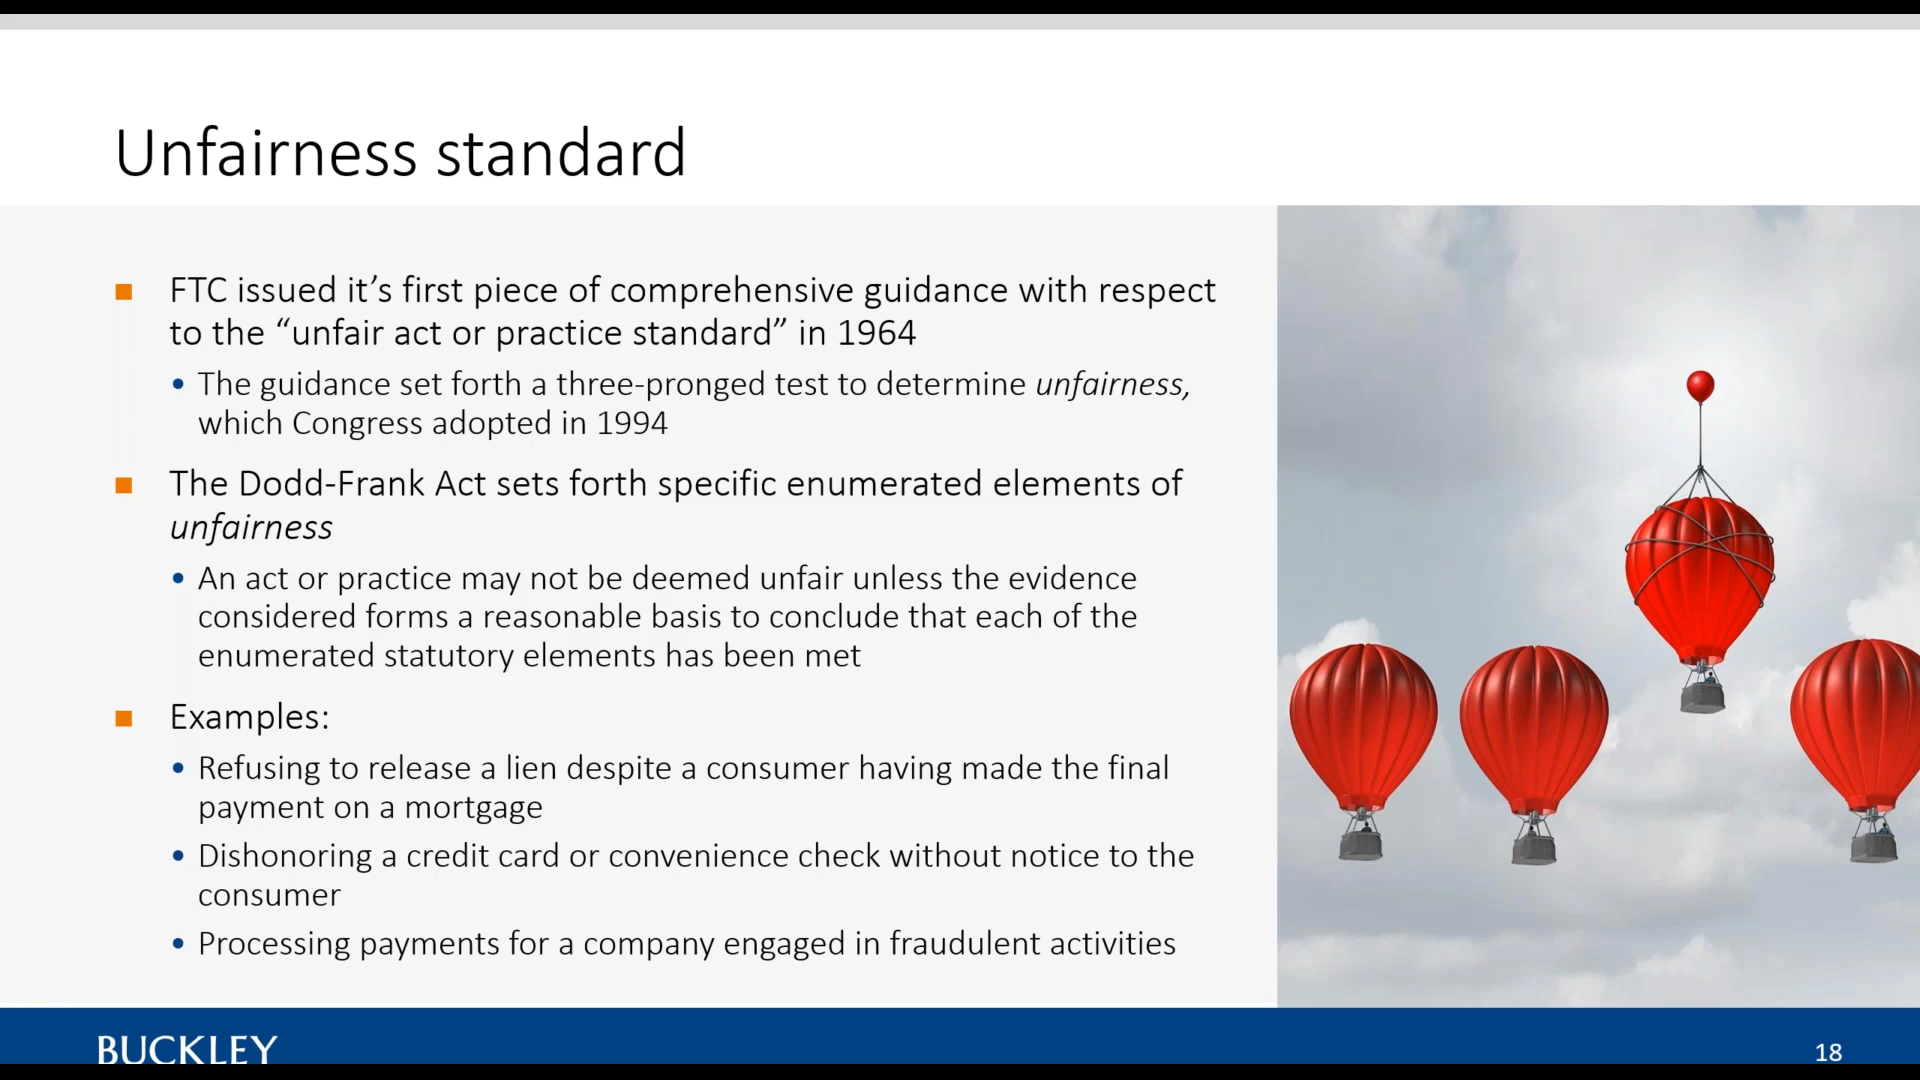 Unfairness standard
FTC issued it’s first piece of comprehensive guidance with respect
to the “unfair act or practice standard” in 1964
The guidance set forth a three-pronged test to determine unfairness,
which Congress adopted in 1994
The Dodd-Frank Act sets forth specific enumerated elements of
unfairness
An act or practice may not be deemed unfair unless the evidence
considered forms a reasonable basis to conclude that each of the
enumerated statutory elements has been met
Examples:
Refusing to release a lien despite a consumer having made the final
payment on a mortgage
Dishonoring a credit card or convenience check without notice to the
consumer
Processing payments for a company engaged in fraudulent activities
BUCKLEY
18